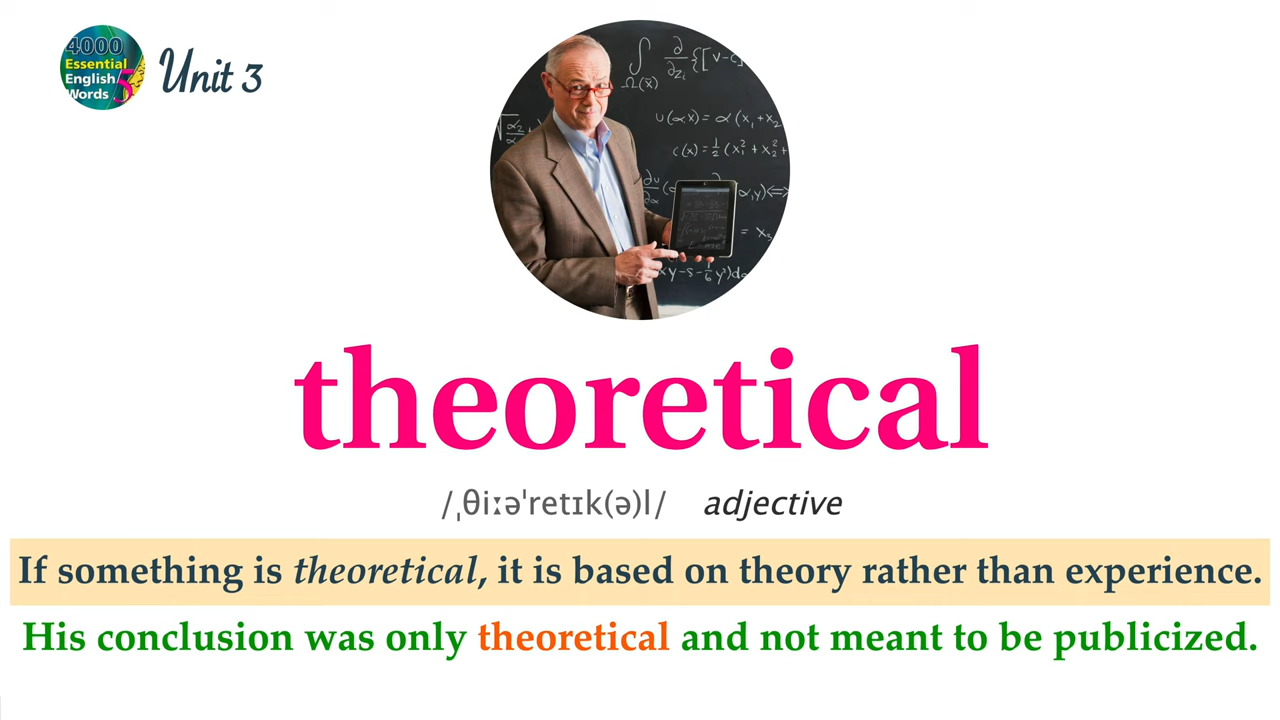 4000
Essential
English
Words 5
Unit 3
theoretical
/ˌθiːəˈretɪk(ə)l/ adjective
If something is theoretical, it is based on theory rather than experience.
His conclusion was only theoretical and not meant to be publicized.